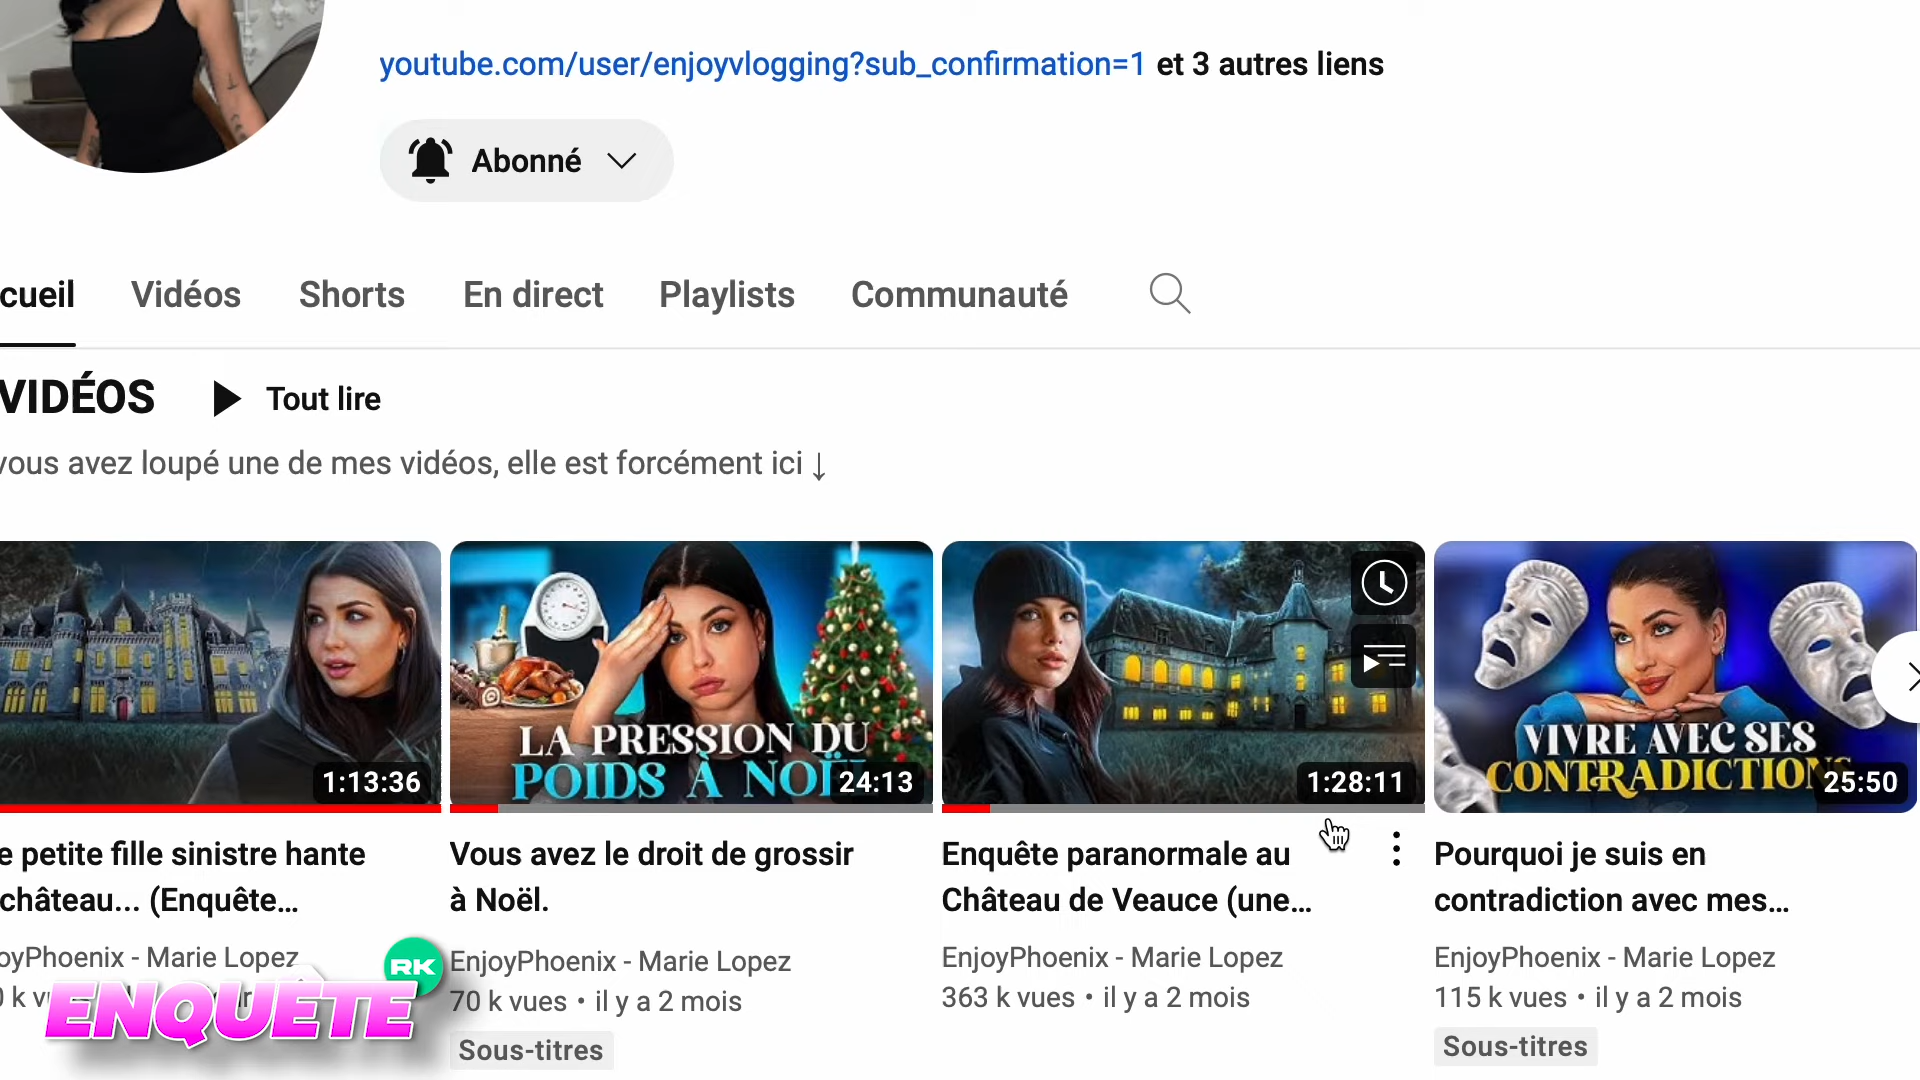 youtube.com/user/enjoyvlogging?sub_confirmation=1 et 3 autres liens
Abonné
cueil Vidéos Shorts En direct Playlists Communauté
VIDÉOS Tout lire
vous avez loupé une de mes vidéos, elle est forcément ici ↓
1:13:36
LA PRESSION DU
POIDS À NOËL
24:13
1:28:11
VIVRE AVEC SES
CONTRADICTIONS
25:50
e petite fille sinistre hante
château... (Enquête...
oyPhoenix - Marie Lopez
k vu
Vous avez le droit de grossir
à Noël.
EnjoyPhoenix - Marie Lopez
70 k vues • il y a 2 mois
Sous-titres
Enquête paranormale au
Château de Veauce (une...
EnjoyPhoenix - Marie Lopez
363 k vues • il y a 2 mois
Pourquoi je suis en
contradiction avec mes...
EnjoyPhoenix - Marie Lopez
115 k vues • il y a 2 mois
Sous-titres
RK
ENQUÊTE